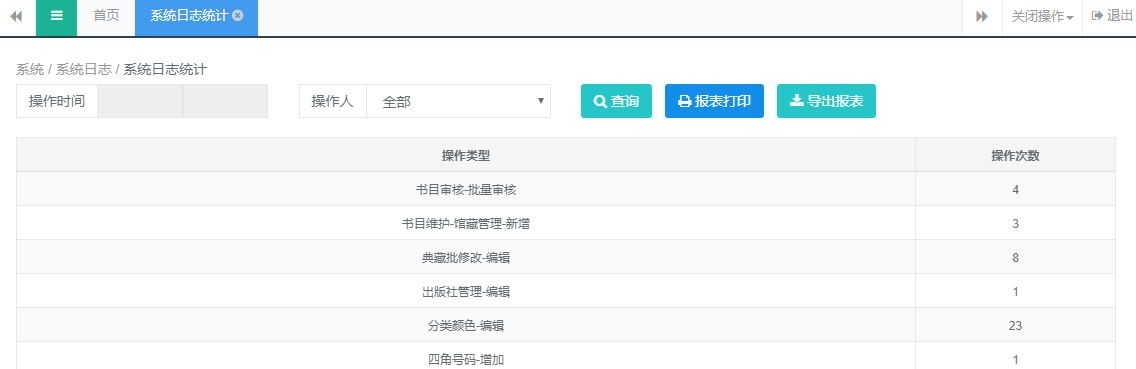 首页 系统日志统计 关闭操作 退出
系统 / 系统日志 / 系统日志统计
操作时间 操作人 全部 查询 报表打印 导出报表
操作类型 操作次数
书目审核-批量审核 4
书目维护-馆藏管理-新增 3
典藏批修改-编辑 8
出版社管理-编辑 1
分类颜色-编辑 23
四角号码-增加 1